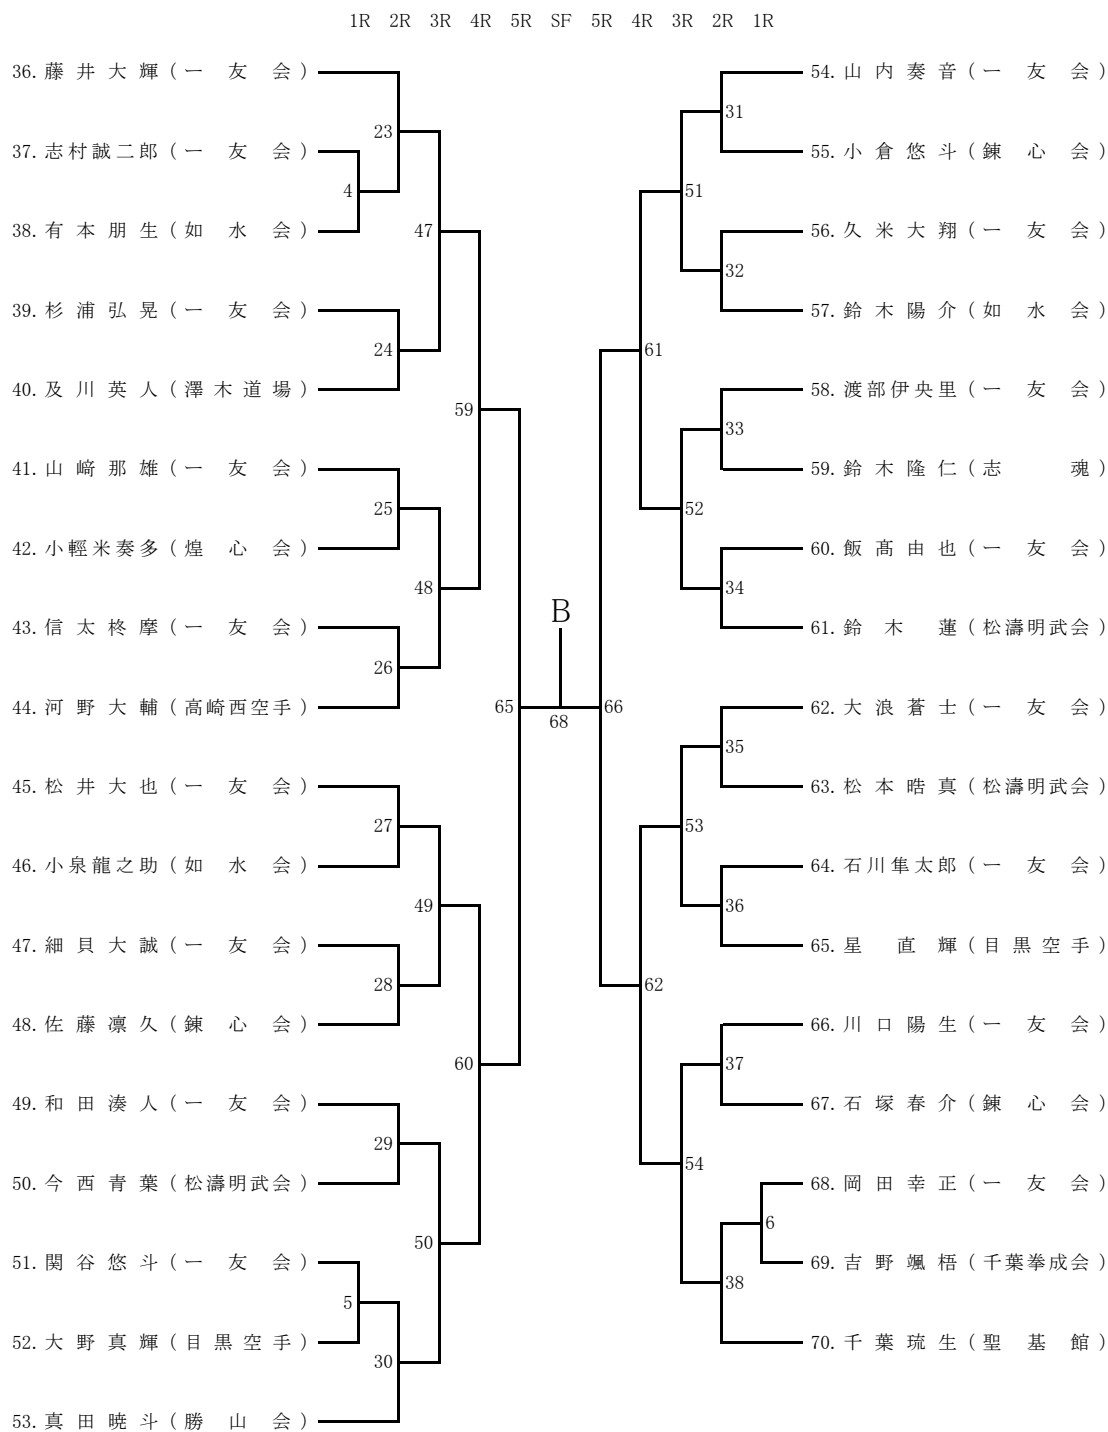 1R 2R 3R 4R 5R SF 5R 4R 3R 2R 1R
36. 藤井大輝(一友会)
37. 志村誠二郎(一友会)
38. 有本朋生(如水会)
39. 杉浦弘晃(一友会)
40. 及川英人(澤木道場)
41. 山﨑那雄(一友会)
42. 小輕米奏多(煌心会)
43. 信太柊摩(一友会)
44. 河野大輔(高崎西空手)
45. 松井大也(一友会)
46. 小泉龍之助(如水会)
47. 細貝大誠(一友会)
48. 佐藤凛久(錬心会)
49. 和田湊人(一友会)
50. 今西青葉(松濤明武会)
51. 関谷悠斗(一友会)
52. 大野真輝(目黒空手)
53. 真田暁斗(勝山会)
4
5
23
24
25
26
27
28
29
30
47
48
49
50
59
60
65
B
68
66
61
62
51
52
53
54
31
32
33
34
35
36
37
38
6
54. 山内奏音(一友会)
55. 小倉悠斗(錬心会)
56. 久米大翔(一友会)
57. 鈴木陽介(如水会)
58. 渡部伊央里(一友会)
59. 鈴木隆仁(志魂)
60. 飯髙由也(一友会)
61. 鈴木蓮(松濤明武会)
62. 大浪蒼士(一友会)
63. 松本晧真(松濤明武会)
64. 石川隼太郎(一友会)
65. 星直輝(目黒空手)
66. 川口陽生(一友会)
67. 石塚春介(錬心会)
68. 岡田幸正(一友会)
69. 吉野颯梧(千葉拳成会)
70. 千葉琉生(聖基館)